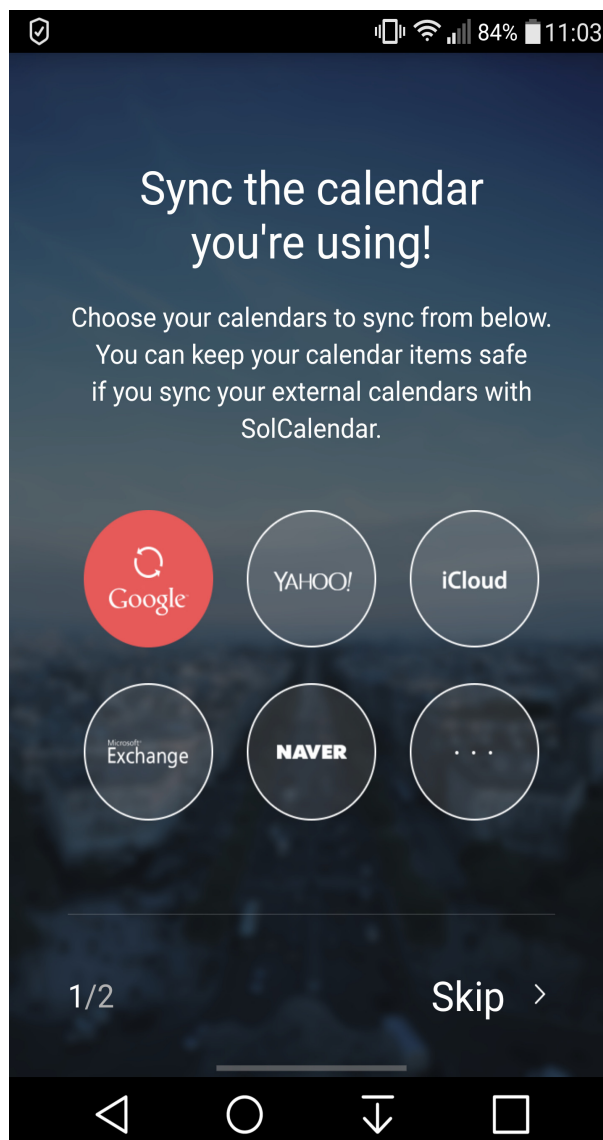 84% 11:03
Sync the calendar
you're using!
Choose your calendars to sync from below.
You can keep your calendar items safe
if you sync your external calendars with
SolCalendar.
Google
YAHOO!
iCloud
Microsoft®
Exchange
NAVER
...
1/2
Skip